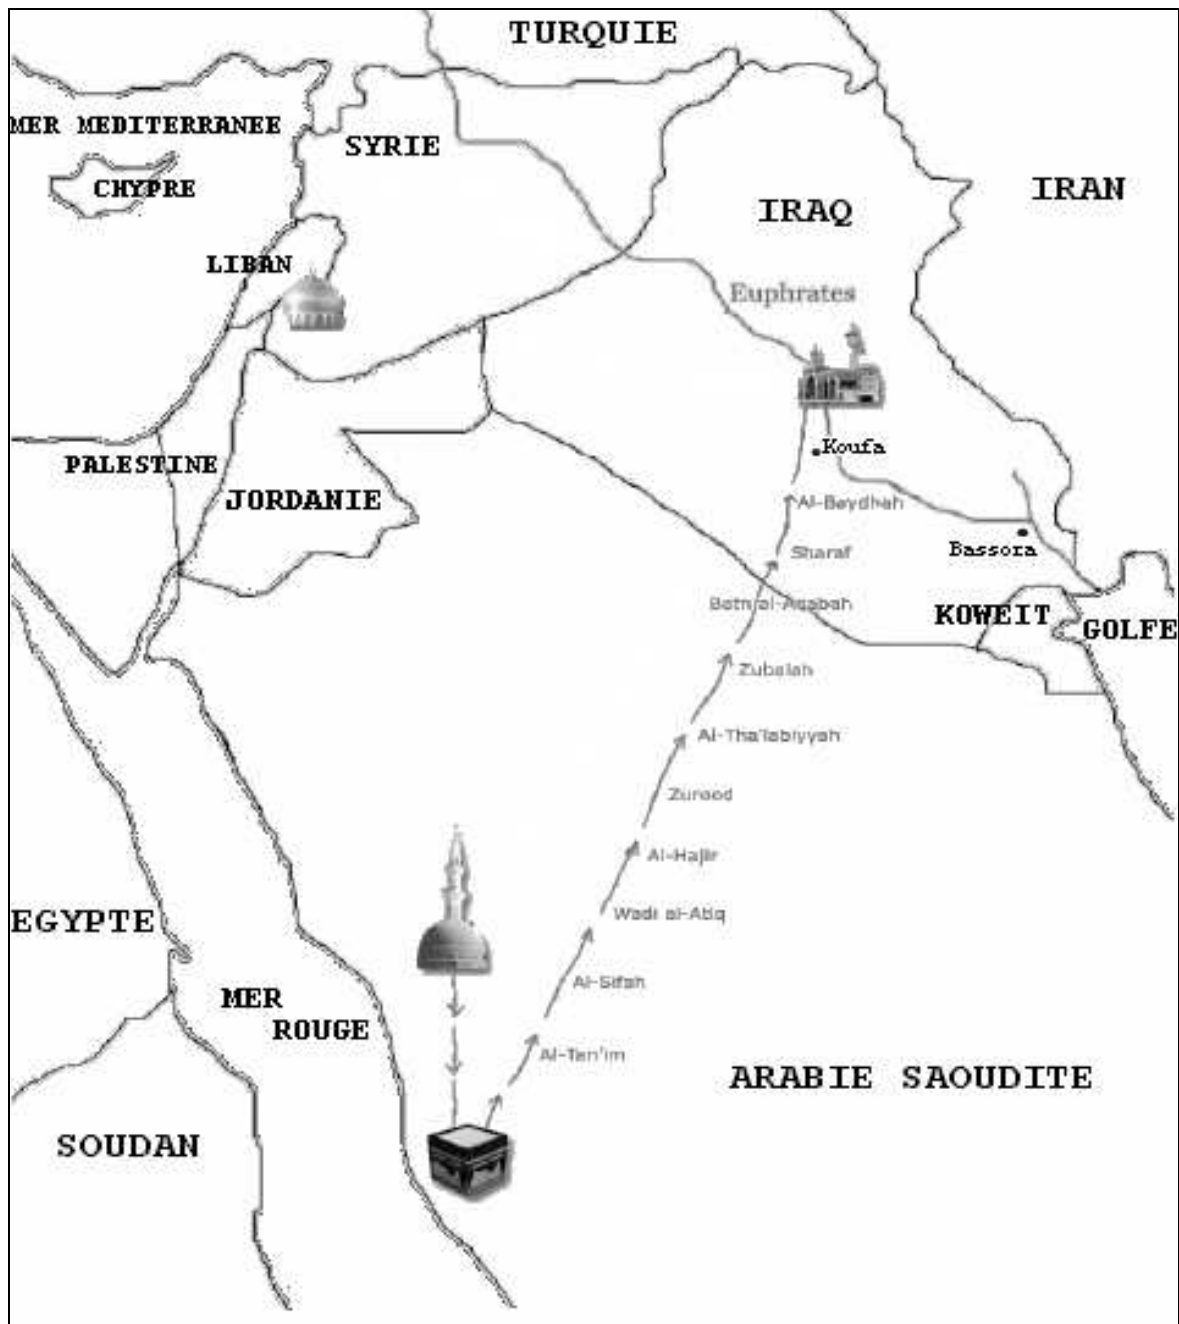 TURQUIE
MER MEDITERRANEE
SYRIE
CHYPRE
IRAN
IRAQ
LIBAN
Euphrates
Koufa
PALESTINE
JORDANIE
Al-Baydhah
Bassora
Sharaf
Batn al-Aqabah
KOWEIT
GOLFE
Zubalah
Al-Tha'labiyyah
Zurood
Al-Hajir
Wadi al-Atiq
EGYPTE
Al-Sifah
MER
ROUGE
Al-Tan'im
ARABIE SAOUDITE
SOUDAN